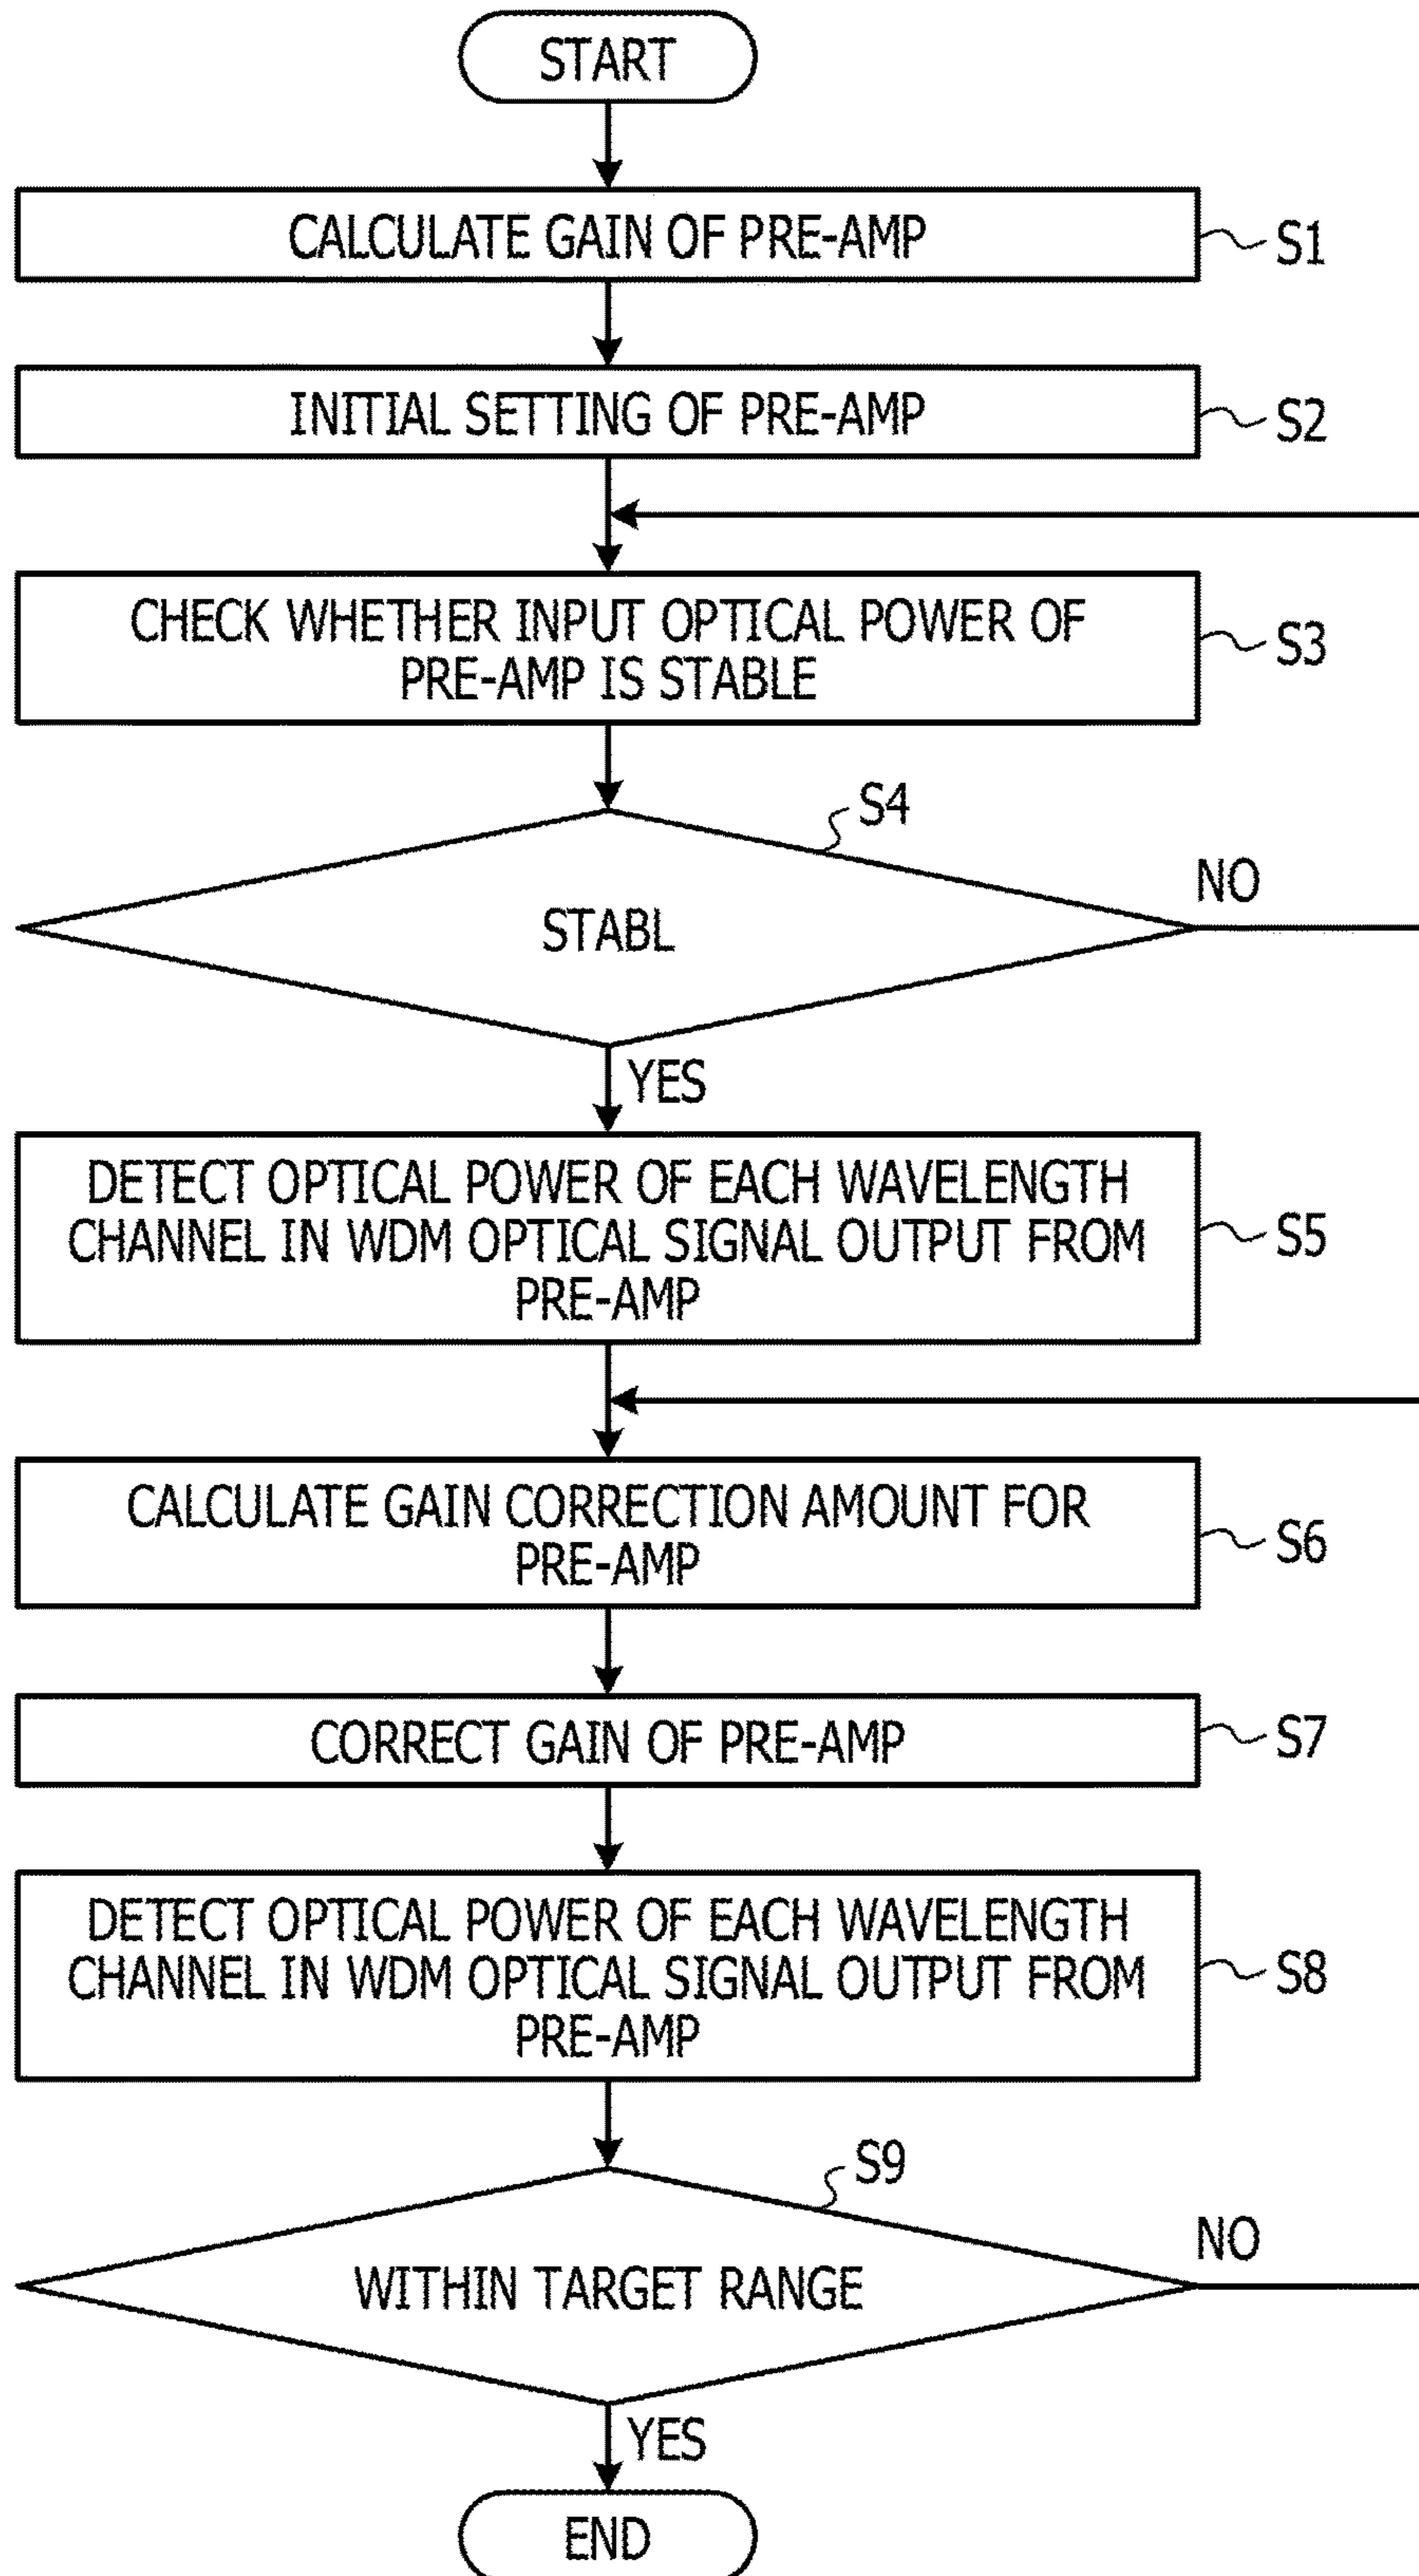 START
CALCULATE GAIN OF PRE-AMP
S1
INITIAL SETTING OF PRE-AMP
S2
CHECK WHETHER INPUT OPTICAL POWER OF
PRE-AMP IS STABLE
S3
S4
STABL
NO
YES
DETECT OPTICAL POWER OF EACH WAVELENGTH
CHANNEL IN WDM OPTICAL SIGNAL OUTPUT FROM
PRE-AMP
S5
CALCULATE GAIN CORRECTION AMOUNT FOR
PRE-AMP
S6
CORRECT GAIN OF PRE-AMP
S7
DETECT OPTICAL POWER OF EACH WAVELENGTH
CHANNEL IN WDM OPTICAL SIGNAL OUTPUT FROM
PRE-AMP
S8
S9
WITHIN TARGET RANGE
NO
YES
END